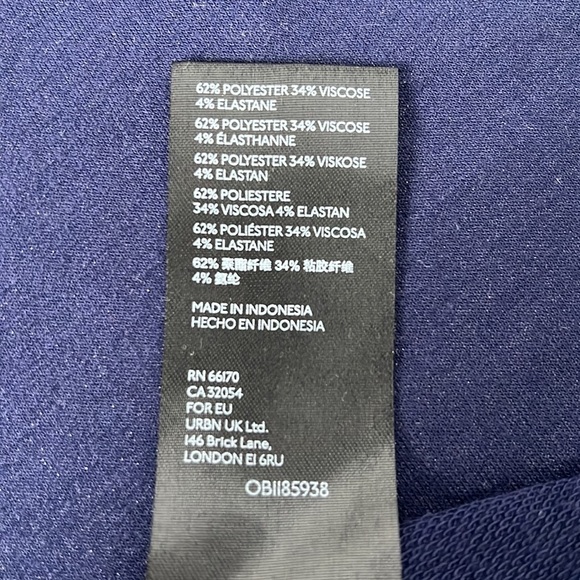 62% POLYESTER 34% VISCOSE
4% ELASTANE
62% POLYESTER 34% VISCOSE
4% ÉLASTHANNE
62% POLYESTER 34% VISKOSE
4% ELASTAN
62% POLIESTERE
34% VISCOSA 4% ELASTAN
62% POLIÉSTER 34% VISCOSA
4% ELASTANE
62% 聚酯纤维 34% 粘胶纤维
4% 氨纶
MADE IN INDONESIA
HECHO EN INDONESIA
RN 66170
CA 32054
FOR EU
URBN UK Ltd.
146 Brick Lane,
LONDON E1 6RU
OB1185938